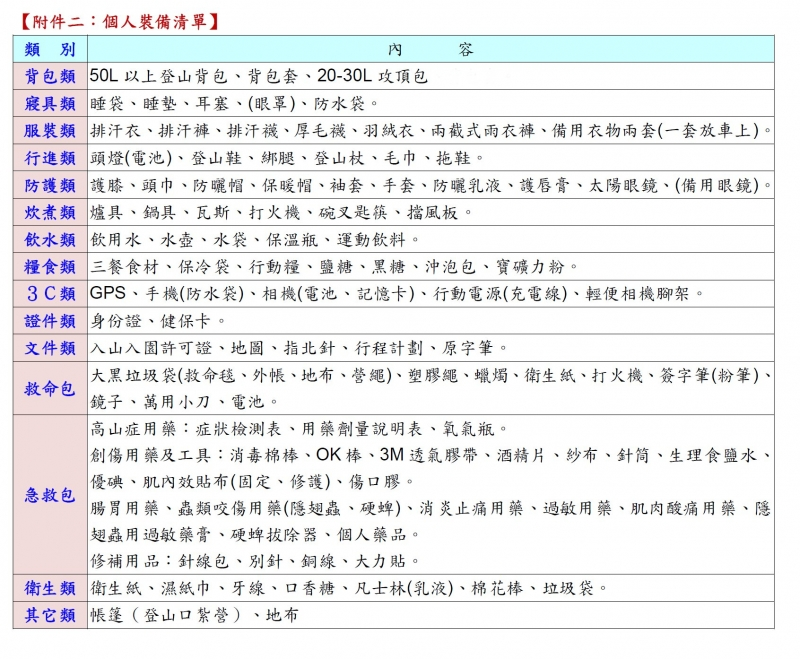 【附件二：個人裝備清單】
類 別 內 容
背包類 50L 以上登山背包、背包套、20-30L 攻頂包
寢具類 睡袋、睡墊、耳塞、(眼罩)、防水袋。
服裝類 排汗衣、排汗褲、排汗襪、厚毛襪、羽絨衣、兩截式雨衣褲、備用衣物兩套(一套放車上)。
行進類 頭燈(電池)、登山鞋、綁腿、登山杖、毛巾、拖鞋。
防護類 護膝、頭巾、防曬帽、保暖帽、袖套、手套、防曬乳液、護唇膏、太陽眼鏡、(備用眼鏡)。
炊煮類 爐具、鍋具、瓦斯、打火機、碗叉匙筷、擋風板。
飲水類 飲用水、水壺、水袋、保溫瓶、運動飲料。
糧食類 三餐食材、保冷袋、行動糧、鹽糖、黑糖、沖泡包、寶礦力粉。
３C類 GPS、手機(防水袋)、相機(電池、記憶卡)、行動電源(充電線)、輕便相機腳架。
證件類 身份證、健保卡。
文件類 入山入園許可證、地圖、指北針、行程計劃、原字筆。
救命包 大黑垃圾袋(救命毯、外帳、地布、營繩)、塑膠繩、蠟燭、衛生紙、打火機、簽字筆(粉筆)、
鏡子、萬用小刀、電池。
急救包 高山症用藥：症狀檢測表、用藥劑量說明表、氧氣瓶。
創傷用藥及工具：消毒棉棒、OK 棒、3M 透氣膠帶、酒精片、紗布、針筒、生理食鹽水、
優碘、肌內效貼布(固定、修護)、傷口膠。
腸胃用藥、蟲類咬傷用藥(隱翅蟲、硬蜱)、消炎止痛用藥、過敏用藥、肌肉酸痛用藥、隱
翅蟲用過敏藥膏、硬蜱拔除器、個人藥品。
修補用品：針線包、別針、銅線、大力貼。
衛生類 衛生紙、濕紙巾、牙線、口香糖、凡士林(乳液)、棉花棒、垃圾袋。
其它類 帳篷（登山口紮營）、地布